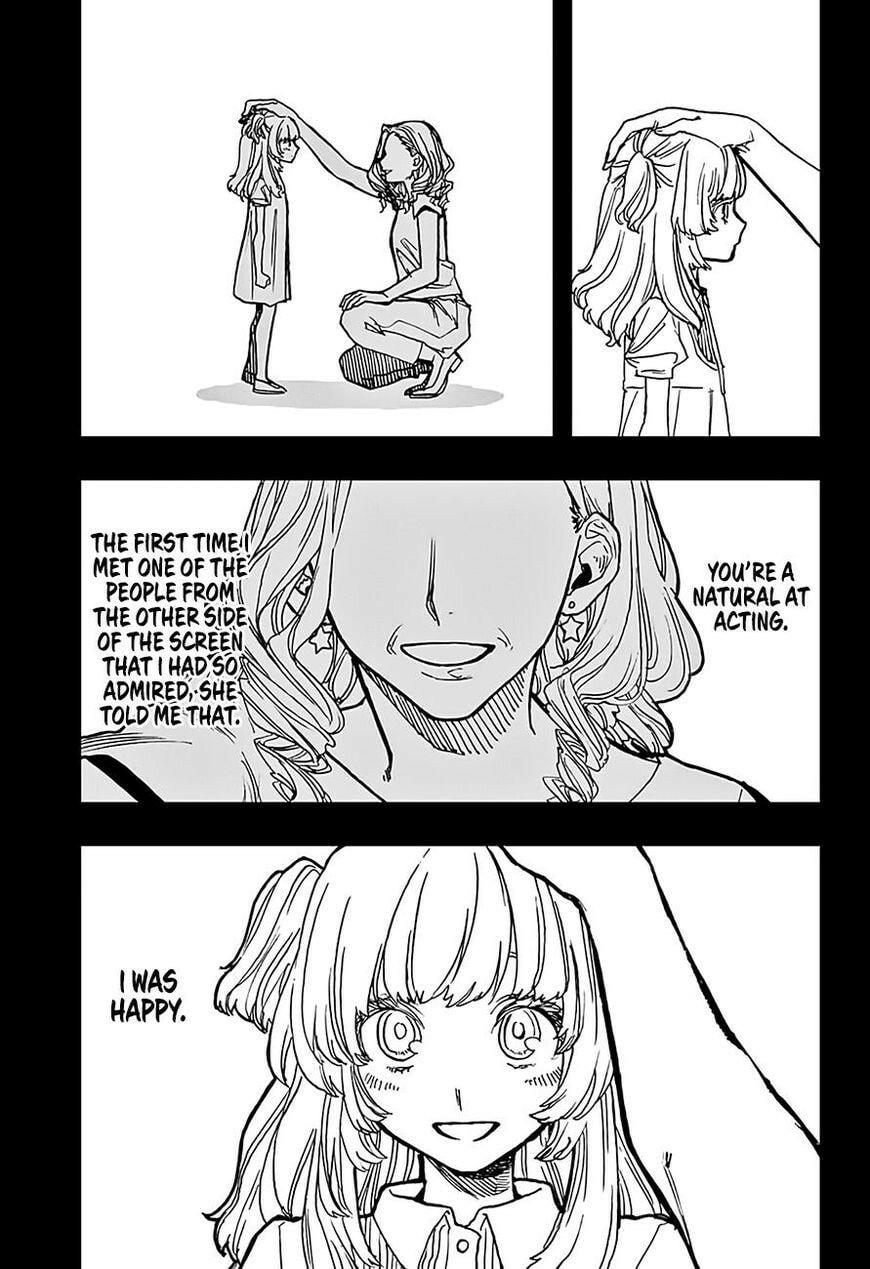 YOU'RE A
NATURAL AT
ACTING.
THE FIRST TIME I
MET ONE OF THE
PEOPLE FROM
THE OTHER SIDE
OF THE SCREEN
THAT I HAD SO
ADMIRED, SHE
TOLD ME THAT.
I WAS
HAPPY.